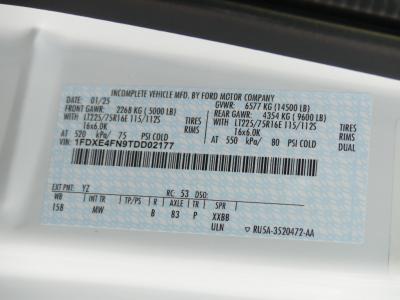 INCOMPLETE VEHICLE MFD. BY FORD MOTOR COMPANY
DATE: 01/25 GVWR: 6577 KG (14500 LB)
FRONT GAWR: 2268 KG ( 5000 LB) REAR GAWR: 4354 KG ( 9600 LB)
WITH LT225/75R16E 115/112S TIRES WITH LT225/75R16E 115/112S TIRES
16x6.0K RIMS 16x6.0K RIMS
AT 520 kPa/ 75 PSI COLD AT 550 kPa/ 80 PSI COLD
VIN: 1FDXE4FN9TDD02177
EXT PNT: YZ RC: 53 DSO:
WB INT TR TP/PS R AXLE TR SPR
158 MW B 83 P XXBB
ULN RU5A-3520472-AA